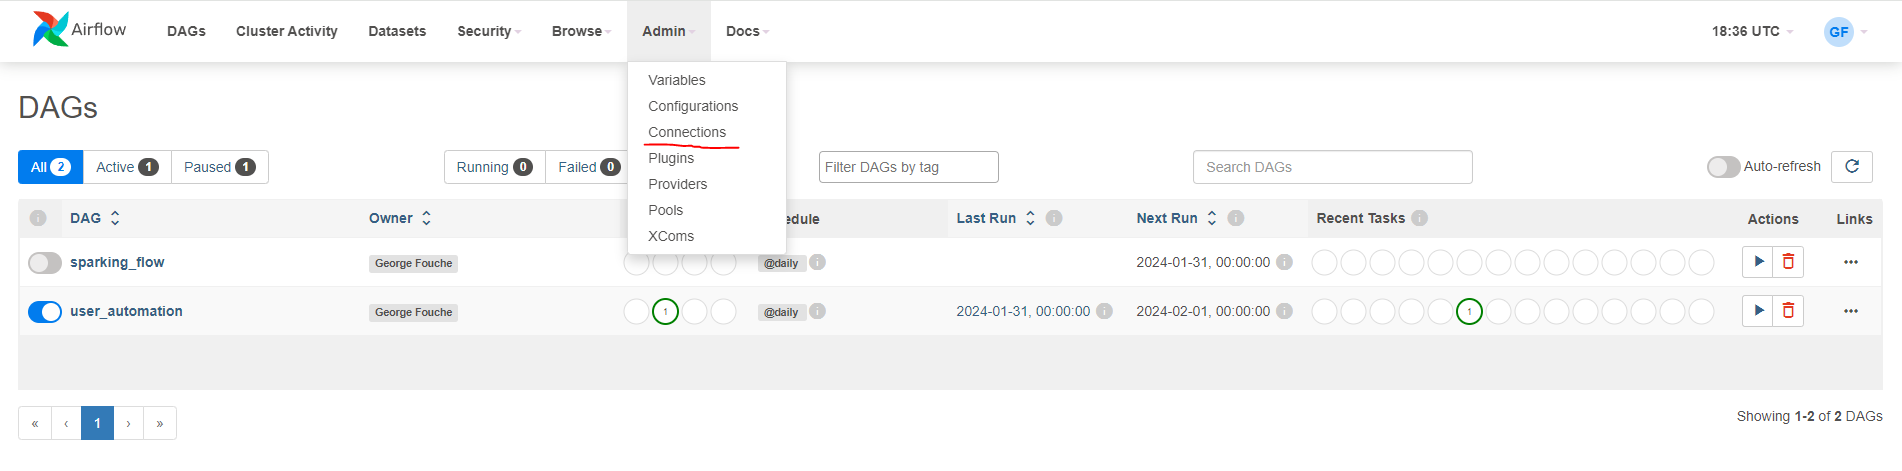 Airflow DAGs Cluster Activity Datasets Security Browse Admin Docs 18:36 UTC GF
Variables
Configurations
Connections
Plugins
Providers
Pools
XComs
DAGs
All 2 Active 1 Paused 1 Running 0 Failed 0 Filter DAGs by tag Search DAGs Auto-refresh
i DAG Owner edule Last Run i Next Run i Recent Tasks i Actions Links
sparking_flow George Fouche @daily i 2024-01-31, 00:00:00 i
user_automation George Fouche 1 @daily i 2024-01-31, 00:00:00 i 2024-02-01, 00:00:00 i 1
« ‹ 1 › »
Showing 1-2 of 2 DAGs